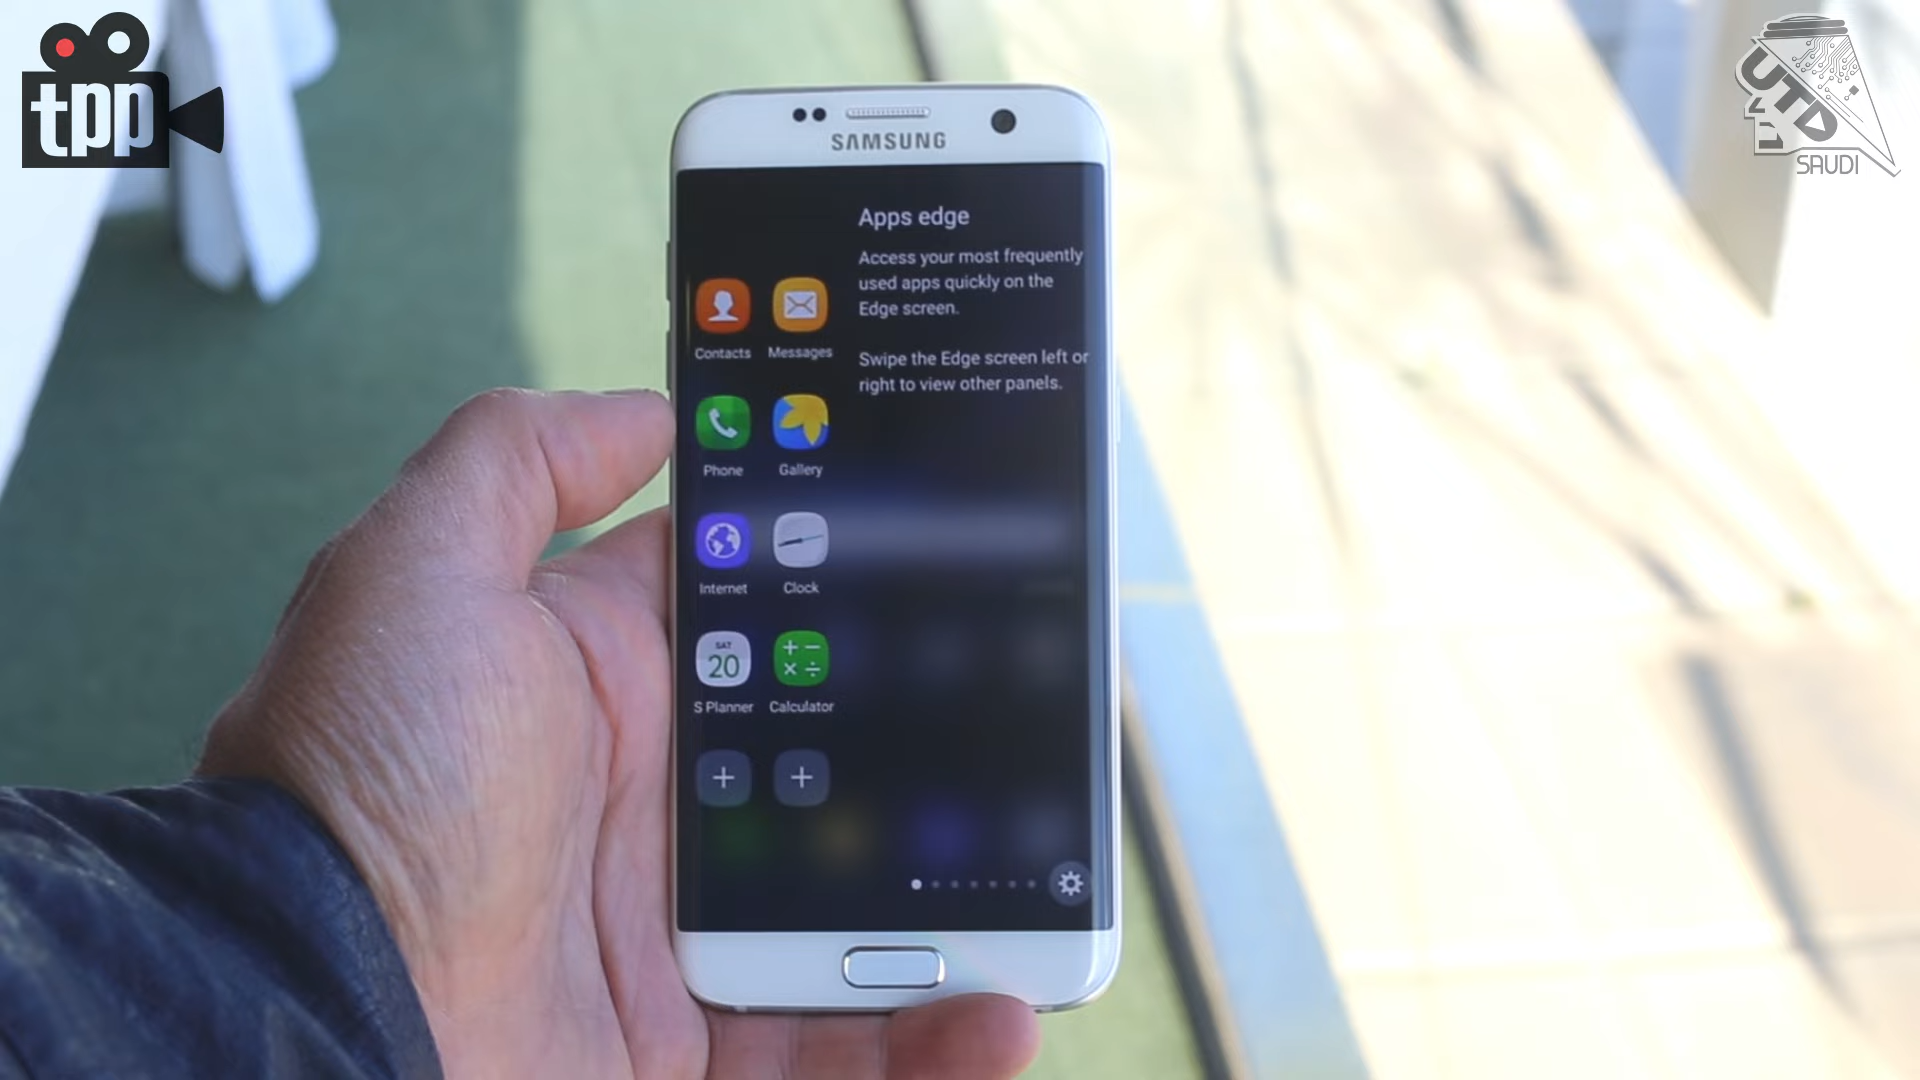 tpp
UTD
SAUDI
SAMSUNG
Apps edge
Access your most frequently
used apps quickly on the
Edge screen.
Swipe the Edge screen left or
right to view other panels.
Contacts Messages
Phone Gallery
Internet Clock
SAT
20
S Planner Calculator